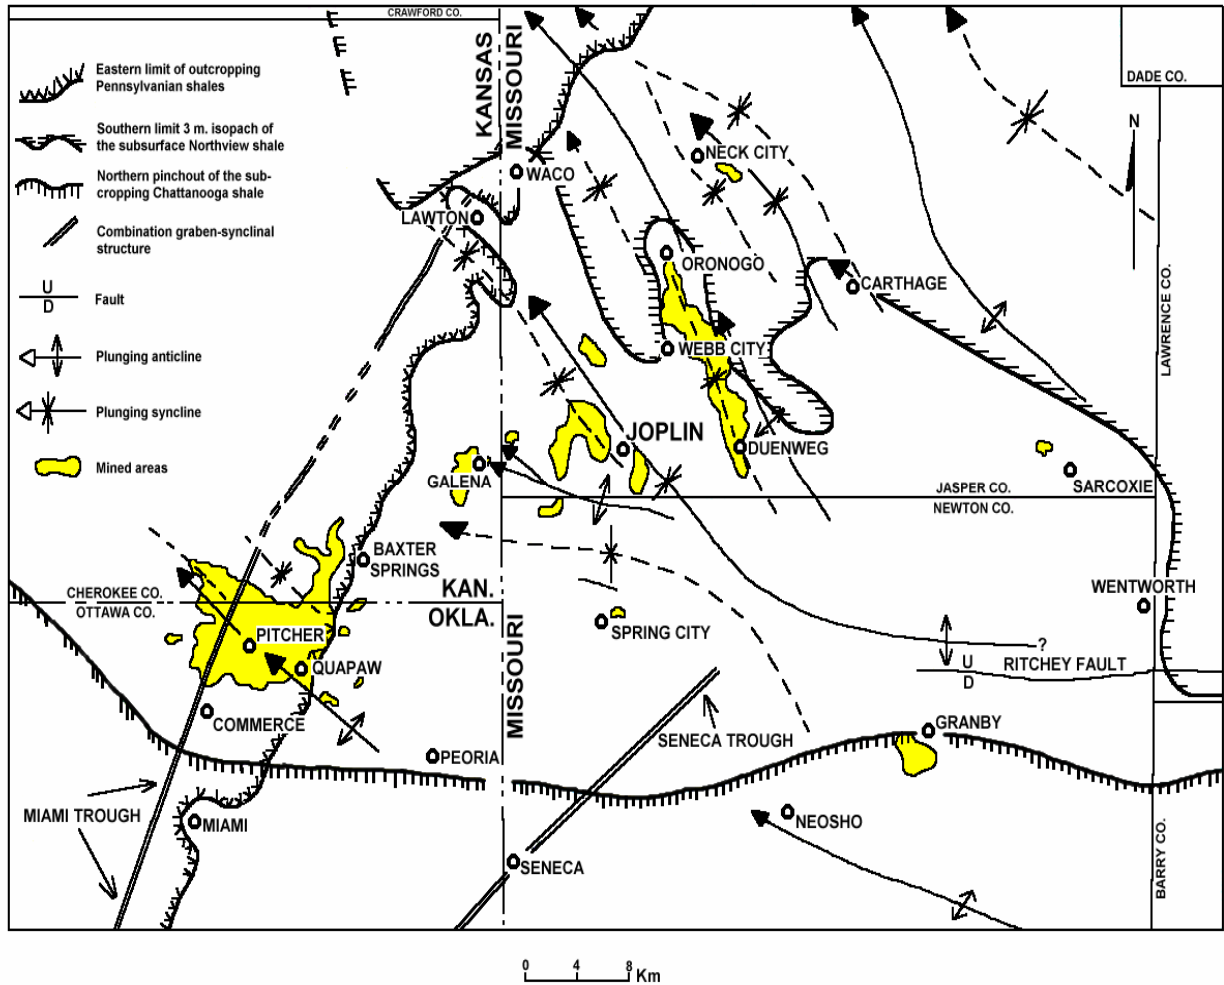 CRAWFORD CO.
KANSAS
MISSOURI
DADE CO.
Eastern limit of outcropping
Pennsylvanian shales
Southern limit 3 m. isopach of
the subsurface Northview shale
Northern pinchout of the sub-
cropping Chattanooga shale
Combination graben-synclinal
structure
U
D
Fault
Plunging anticline
Plunging syncline
Mined areas
N
NECK CITY
WACO
LAWTON
ORONOGO
CARTHAGE
LAWRENCE CO.
WEBB CITY
JOPLIN
DUENWEG
GALENA
SARCOXIE
JASPER CO.
NEWTON CO.
BAXTER
SPRINGS
CHEROKEE CO.
OTTAWA CO.
KAN.
OKLA.
WENTWORTH
PITCHER
SPRING CITY
?
QUAPAW
MISSOURI
U
D
RITCHEY FAULT
COMMERCE
GRANBY
SENECA TROUGH
PEORIA
MIAMI TROUGH
MIAMI
NEOSHO
SENECA
BARRY CO.
0 4 8 Km